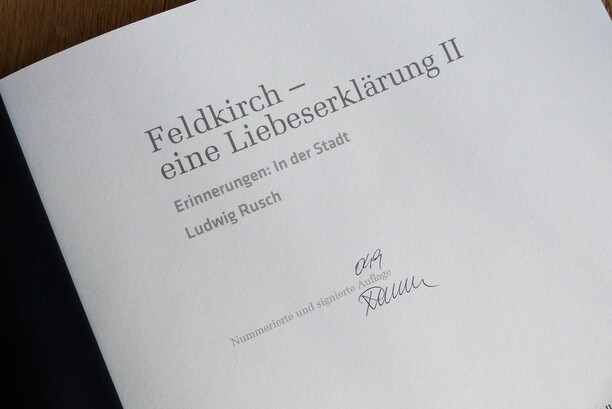 Feldkirch –
eine Liebeserklärung II
Erinnerungen: In der Stadt
Ludwig Rusch
049
Nummerierte und signierte Auflage